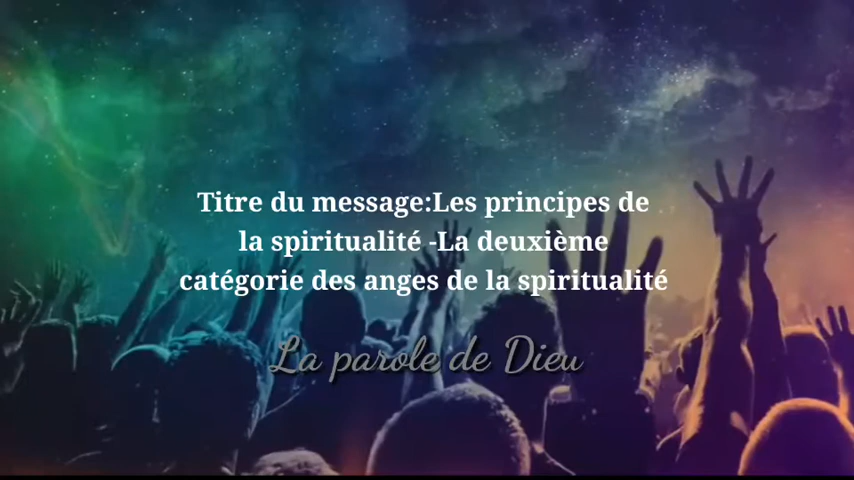 Titre du message:Les principes de
la spiritualité -La deuxième
catégorie des anges de la spiritualité
La parole de Dieu